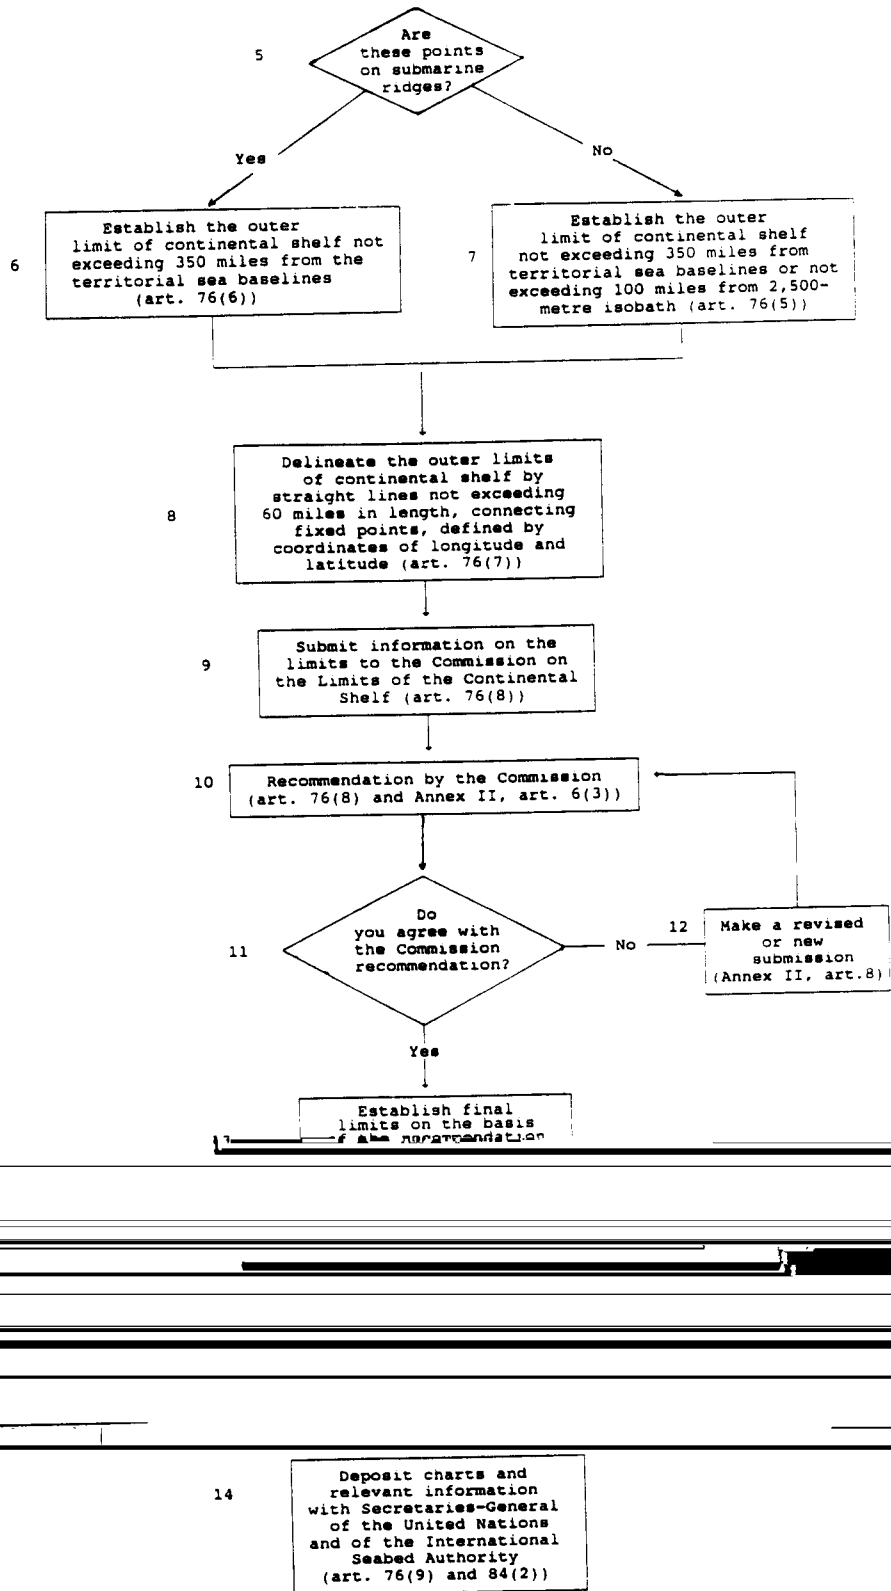 5
Are
these points
on submarine
ridges?
Yes
No
6
Establish the outer
limit of continental shelf not
exceeding 350 miles from the
territorial sea baselines
(art. 76(6))
7
Establish the outer
limit of continental shelf
not exceeding 350 miles from
territorial sea baselines or not
exceeding 100 miles from 2,500-
metre isobath (art. 76(5))
8
Delineate the outer limits
of continental shelf by
straight lines not exceeding
60 miles in length, connecting
fixed points, defined by
coordinates of longitude and
latitude (art. 76(7))
9
Submit information on the
limits to the Commission on
the Limits of the Continental
Shelf (art. 76(8))
10
Recommendation by the Commission
(art. 76(8) and Annex II, art. 6(3))
11
Do
you agree with
the Commission
recommendation?
No
12
Make a revised
or new
submission
(Annex II, art.8)
Yes
Establish final
limits on the basis
14
Deposit charts and
relevant information
with Secretaries-General
of the United Nations
and of the International
Seabed Authority
(art. 76(9) and 84(2))